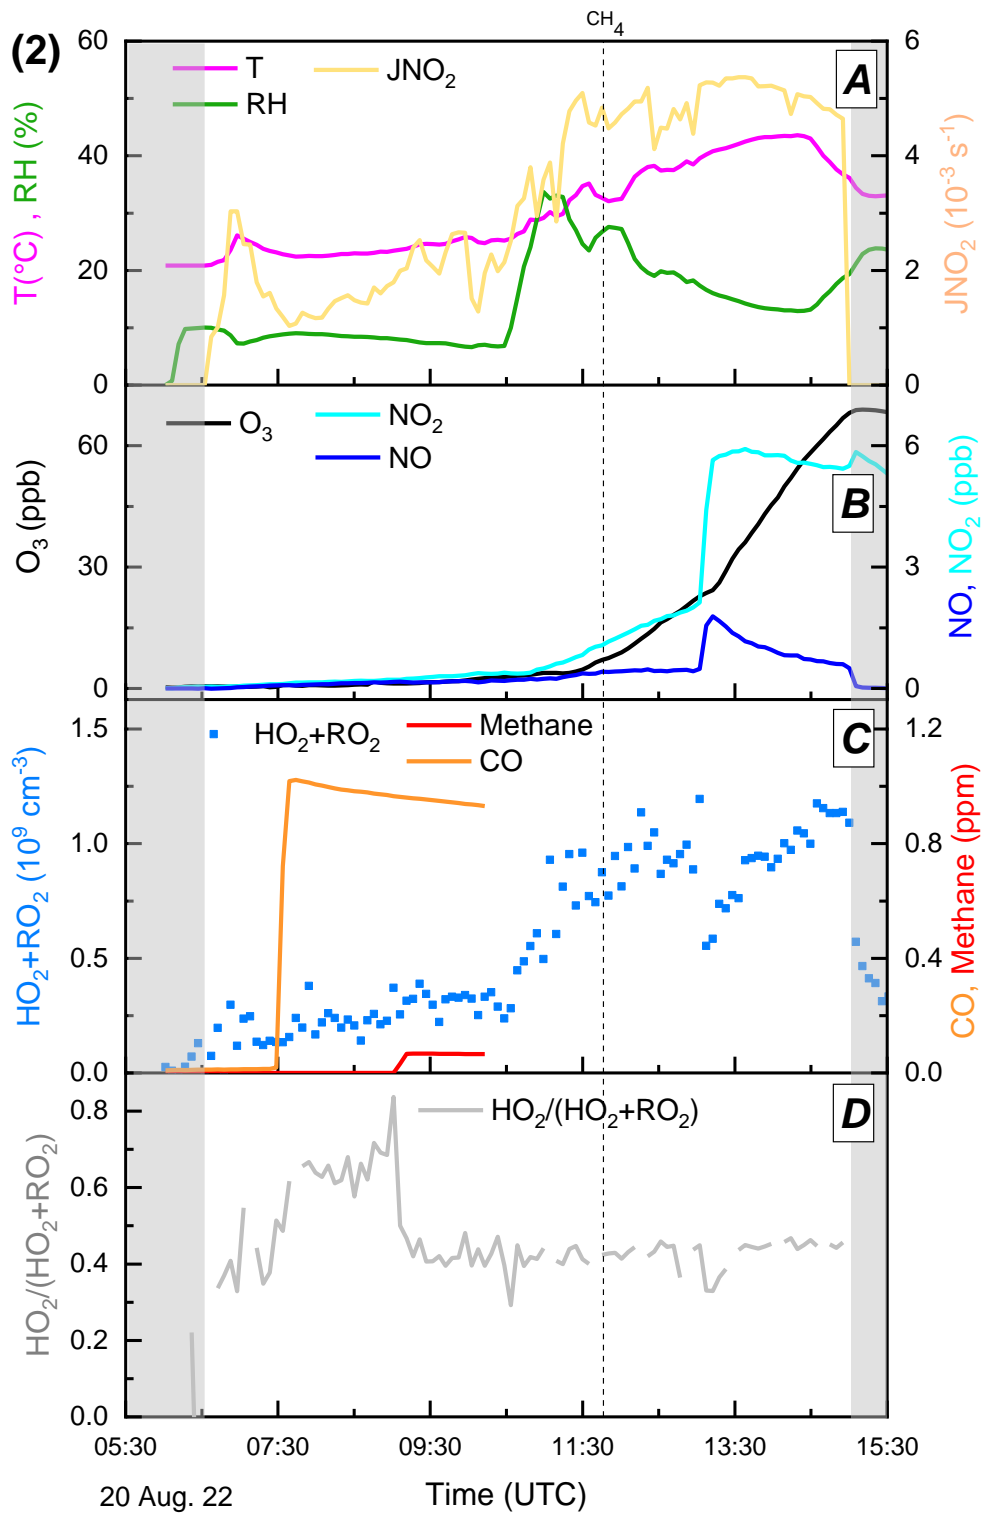 CH₄
(2)
60
6
T
JNO₂
A
RH
40
4
T(°C) , RH (%)
JNO₂ (10⁻³ s⁻¹)
20
2
0
0
O₃
NO₂
NO
60
6
B
O₃ (ppb)
NO, NO₂ (ppb)
30
3
0
0
1.5
1.2
HO₂+RO₂
Methane
CO
C
1.0
0.8
HO₂+RO₂ (10⁹ cm⁻³)
CO, Methane (ppm)
0.5
0.4
0.0
0.0
HO₂/(HO₂+RO₂)
D
0.8
0.6
HO₂/(HO₂+RO₂)
0.4
0.2
0.0
05:30 07:30 09:30 11:30 13:30 15:30
20 Aug. 22
Time (UTC)